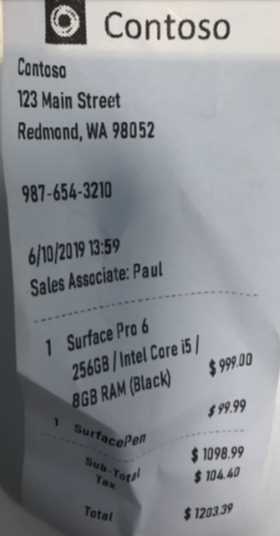 Contoso
Contoso
123 Main Street
Redmond, WA 98052
987-654-3210
6/10/2019 13:59
Sales Associate: Paul
1 Surface Pro 6
256GB / Intel Core i5 /
8GB RAM (Black) $ 999.00
1 SurfacePen $ 99.99
Sub-Total $ 1098.99
Tax $ 104.40
Total $ 1203.39